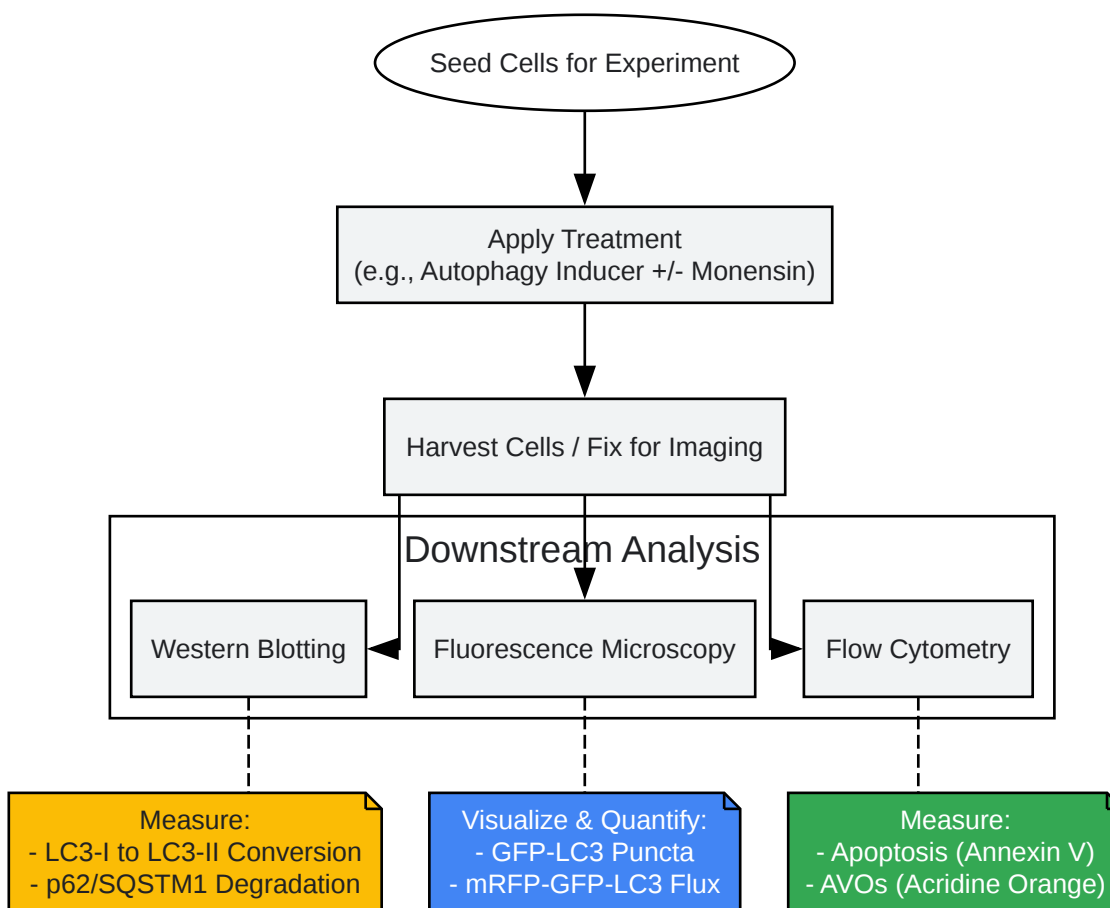 Seed Cells for Experiment
Apply Treatment
(e.g., Autophagy Inducer +/- Monensin)
Harvest Cells / Fix for Imaging
Downstream Analysis
Western Blotting
Fluorescence Microscopy
Flow Cytometry
Measure:
- LC3-I to LC3-II Conversion
- p62/SQSTM1 Degradation
Visualize & Quantify:
- GFP-LC3 Puncta
- mRFP-GFP-LC3 Flux
Measure:
- Apoptosis (Annexin V)
- AVOs (Acridine Orange)